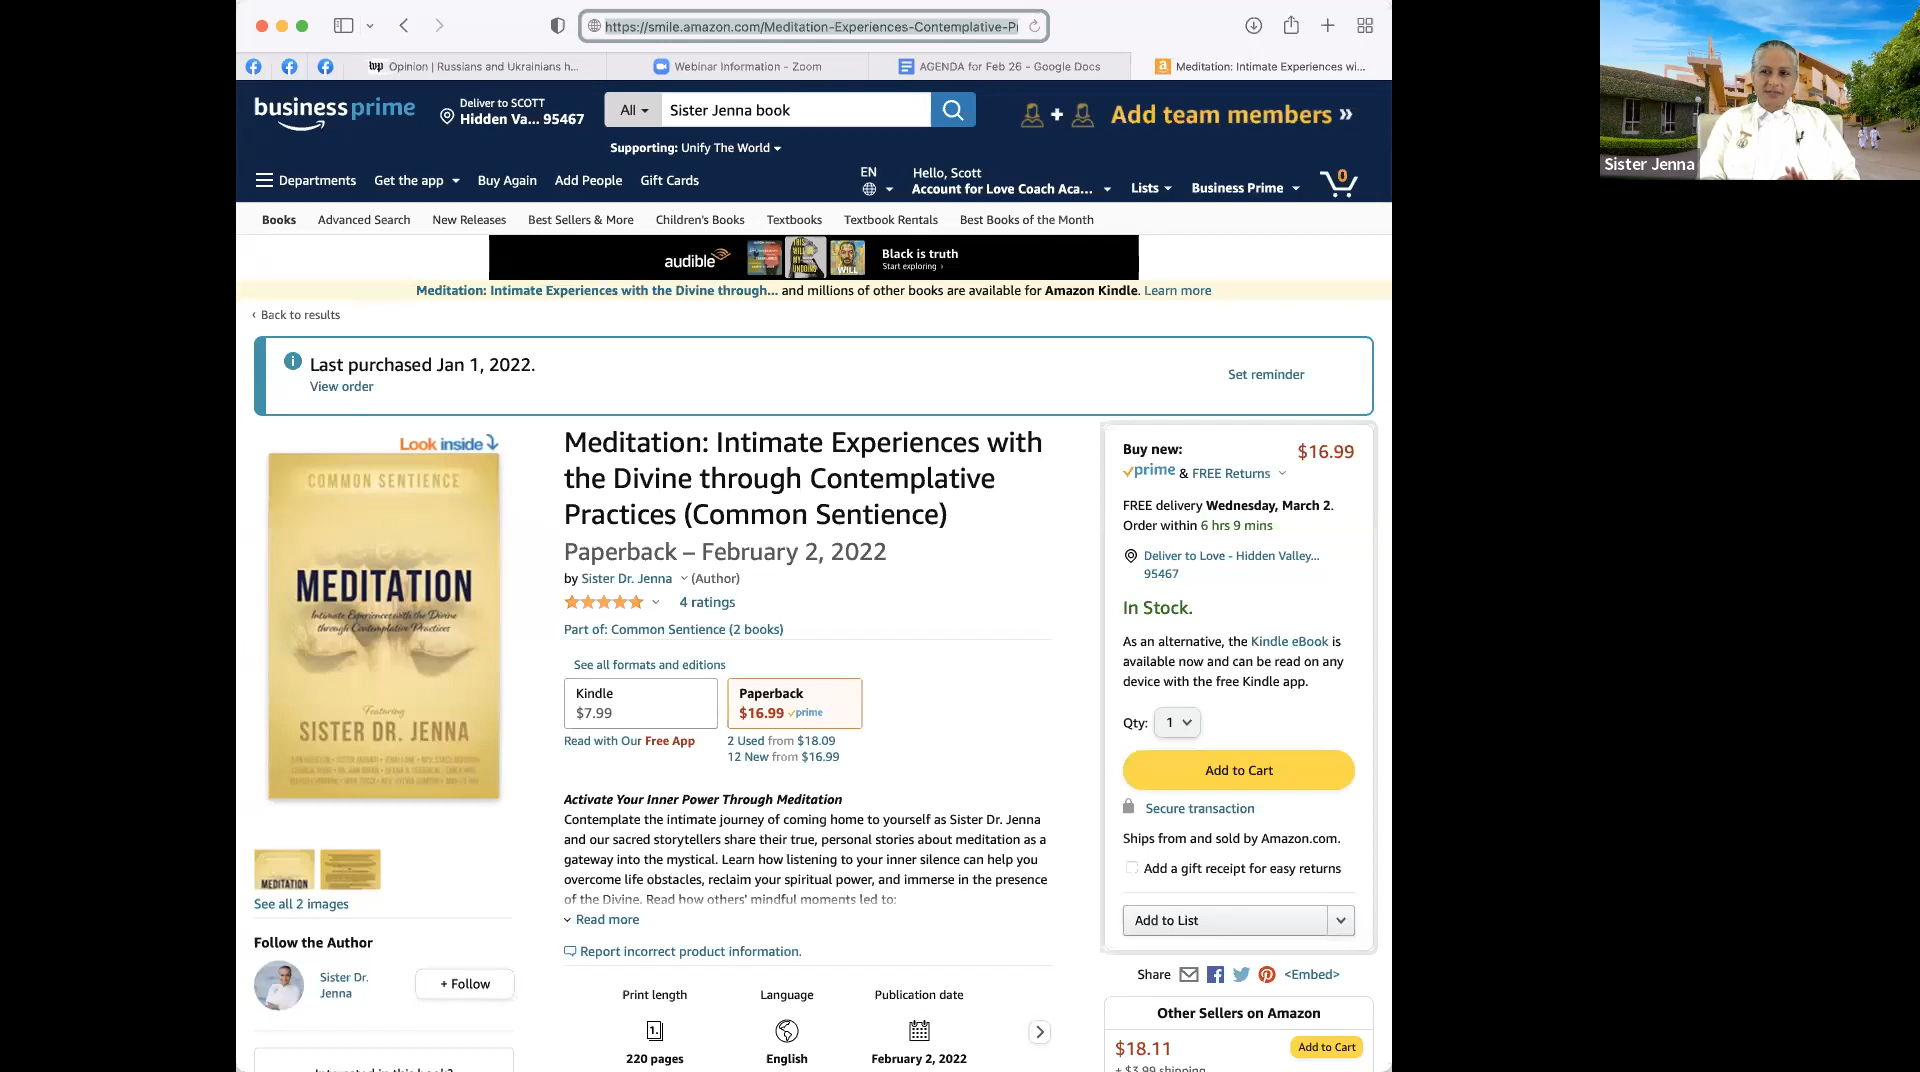 https://smile.amazon.com/Meditation-Experiences-Contemplative-P
wp Opinion | Russians and Ukrainians h...
Webinar Information - Zoom
AGENDA for Feb 26 - Google Docs
Meditation: Intimate Experiences wi...
business prime
Deliver to SCOTT
Hidden Va... 95467
All
Sister Jenna book
Add team members »
Supporting: Unify The World
Departments
Get the app
Buy Again
Add People
Gift Cards
EN
Hello, Scott
Account for Love Coach Aca...
Lists
Business Prime
0
Books
Advanced Search
New Releases
Best Sellers & More
Children's Books
Textbooks
Textbook Rentals
Best Books of the Month
audible
WILL
Black is truth
Start exploring ›
Meditation: Intimate Experiences with the Divine through... and millions of other books are available for Amazon Kindle. Learn more
‹ Back to results
Last purchased Jan 1, 2022.
View order
Set reminder
Look inside
COMMON SENTIENCE
MEDITATION
Intimate Experiences with the Divine
through Contemplative Practices
Featuring
SISTER DR. JENNA
MEDITATION
See all 2 images
Follow the Author
Sister Dr.
Jenna
+ Follow
Meditation: Intimate Experiences with
the Divine through Contemplative
Practices (Common Sentience)
Paperback – February 2, 2022
by Sister Dr. Jenna (Author)
4 ratings
Part of: Common Sentience (2 books)
See all formats and editions
Kindle
$7.99
Read with Our Free App
Paperback
$16.99 prime
2 Used from $18.09
12 New from $16.99
Activate Your Inner Power Through Meditation
Contemplate the intimate journey of coming home to yourself as Sister Dr. Jenna
and our sacred storytellers share their true, personal stories about meditation as a
gateway into the mystical. Learn how listening to your inner silence can help you
overcome life obstacles, reclaim your spiritual power, and immerse in the presence
of the Divine. Read how others' mindful moments led to:
Read more
Report incorrect product information.
Print length
1.
220 pages
Language
English
Publication date
February 2, 2022
Buy new:
$16.99
prime & FREE Returns
FREE delivery Wednesday, March 2.
Order within 6 hrs 9 mins
Deliver to Love - Hidden Valley...
95467
In Stock.
As an alternative, the Kindle eBook is
available now and can be read on any
device with the free Kindle app.
Qty: 1
Add to Cart
Secure transaction
Ships from and sold by Amazon.com.
Add a gift receipt for easy returns
Add to List
Share
<Embed>
Other Sellers on Amazon
$18.11
Add to Cart
+ $3.99 shipping
Sister Jenna